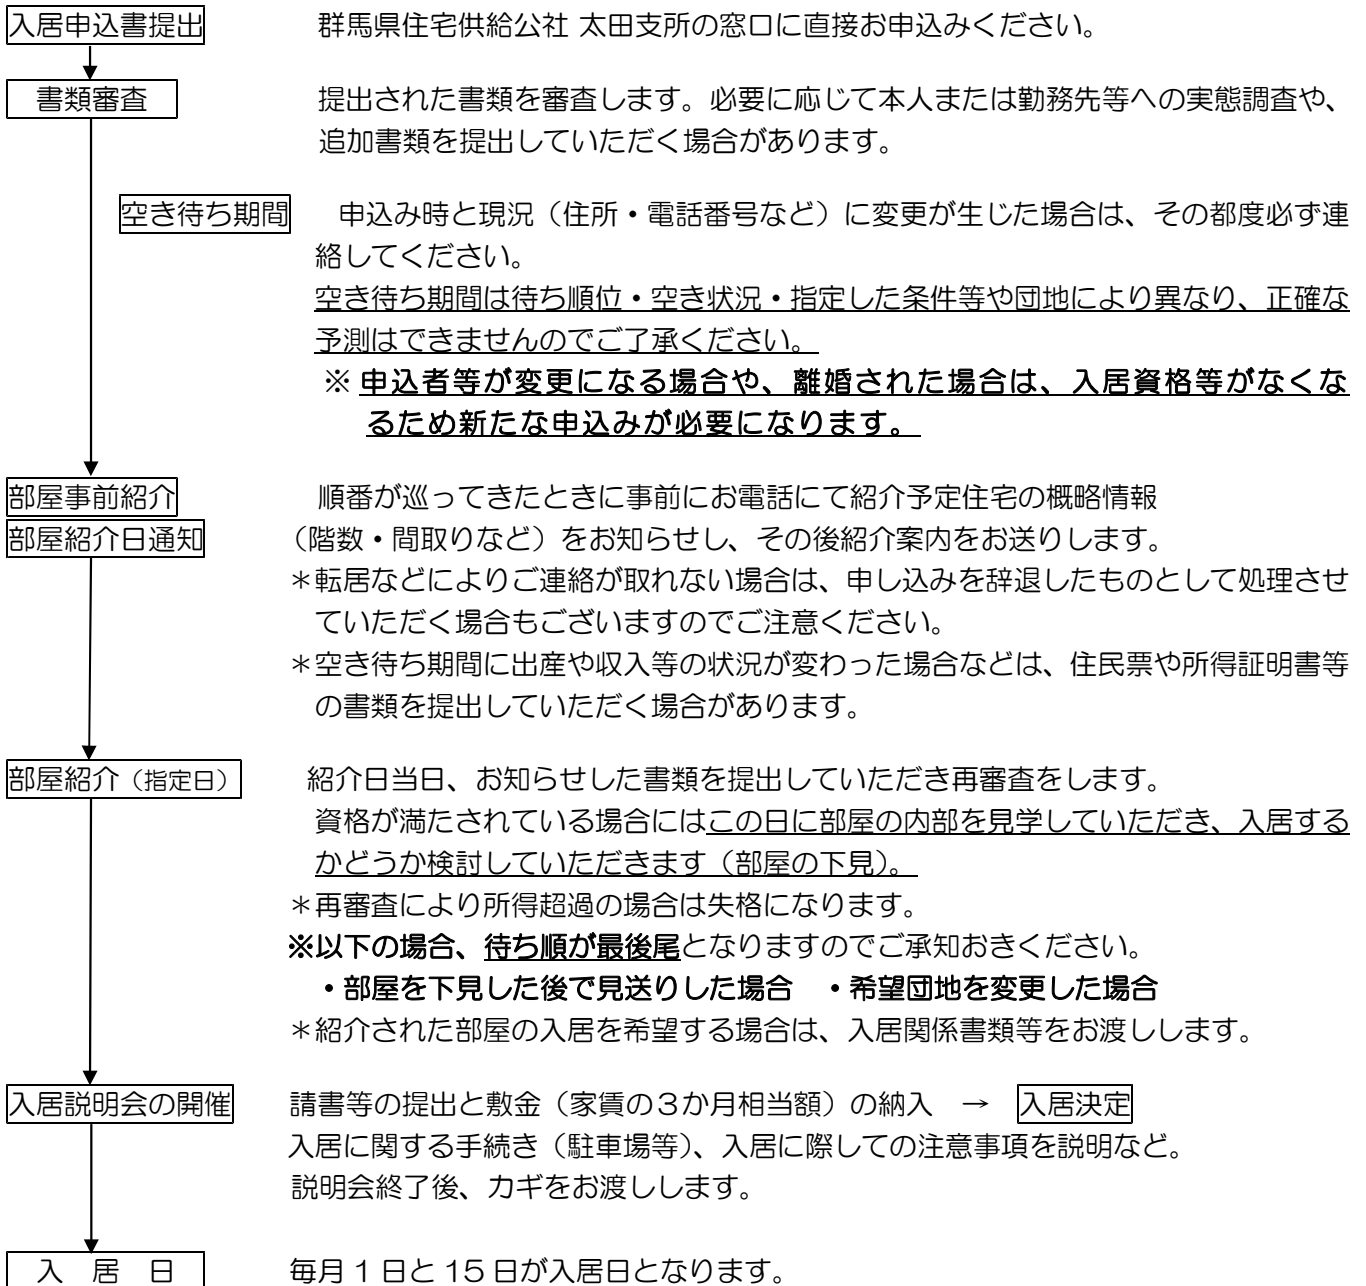 入居申込書提出　群馬県住宅供給公社 太田支所の窓口に直接お申込みください。
書類審査　提出された書類を審査します。必要に応じて本人または勤務先等への実態調査や、
追加書類を提出していただく場合があります。
空き待ち期間　申込み時と現況（住所・電話番号など）に変更が生じた場合は、その都度必ず連
絡してください。
空き待ち期間は待ち順位・空き状況・指定した条件等や団地により異なり、正確な
予測はできませんのでご了承ください。
※ 申込者等が変更になる場合や、離婚された場合は、入居資格等がなくな
るため新たな申込みが必要になります。
部屋事前紹介　順番が巡ってきたときに事前にお電話にて紹介予定住宅の概略情報
部屋紹介日通知　（階数・間取りなど）をお知らせし、その後紹介案内をお送りします。
＊転居などによりご連絡が取れない場合は、申し込みを辞退したものとして処理させ
ていただく場合もございますのでご注意ください。
＊空き待ち期間に出産や収入等の状況が変わった場合などは、住民票や所得証明書等
の書類を提出していただく場合があります。
部屋紹介（指定日）　紹介日当日、お知らせした書類を提出していただき再審査をします。
資格が満たされている場合にはこの日に部屋の内部を見学していただき、入居する
かどうか検討していただきます（部屋の下見）。
＊再審査により所得超過の場合は失格になります。
※以下の場合、待ち順が最後尾となりますのでご承知おきください。
・部屋を下見した後で見送りした場合　・希望団地を変更した場合
＊紹介された部屋の入居を希望する場合は、入居関係書類等をお渡しします。
入居説明会の開催　請書等の提出と敷金（家賃の３か月相当額）の納入　→　入居決定
入居に関する手続き（駐車場等）、入居に際しての注意事項を説明など。
説明会終了後、カギをお渡しします。
入　居　日　毎月 1 日と 15 日が入居日となります。